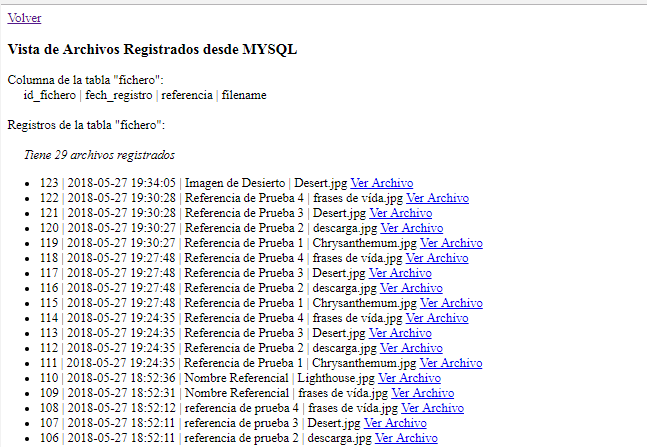 Volver
Vista de Archivos Registrados desde MYSQL
Columna de la tabla "fichero":
id_fichero | fech_registro | referencia | filename
Registros de la tabla "fichero":
Tiene 29 archivos registrados
123 | 2018-05-27 19:34:05 | Imagen de Desierto | Desert.jpg Ver Archivo
122 | 2018-05-27 19:30:28 | Referencia de Prueba 4 | frases de vida.jpg Ver Archivo
121 | 2018-05-27 19:30:28 | Referencia de Prueba 3 | Desert.jpg Ver Archivo
120 | 2018-05-27 19:30:27 | Referencia de Prueba 2 | descarga.jpg Ver Archivo
119 | 2018-05-27 19:30:27 | Referencia de Prueba 1 | Chrysanthemum.jpg Ver Archivo
118 | 2018-05-27 19:27:48 | Referencia de Prueba 4 | frases de vida.jpg Ver Archivo
117 | 2018-05-27 19:27:48 | Referencia de Prueba 3 | Desert.jpg Ver Archivo
116 | 2018-05-27 19:27:48 | Referencia de Prueba 2 | descarga.jpg Ver Archivo
115 | 2018-05-27 19:27:48 | Referencia de Prueba 1 | Chrysanthemum.jpg Ver Archivo
114 | 2018-05-27 19:24:35 | Referencia de Prueba 4 | frases de vida.jpg Ver Archivo
113 | 2018-05-27 19:24:35 | Referencia de Prueba 3 | Desert.jpg Ver Archivo
112 | 2018-05-27 19:24:35 | Referencia de Prueba 2 | descarga.jpg Ver Archivo
111 | 2018-05-27 19:24:35 | Referencia de Prueba 1 | Chrysanthemum.jpg Ver Archivo
110 | 2018-05-27 18:52:36 | Nombre Referencial | Lighthouse.jpg Ver Archivo
109 | 2018-05-27 18:52:31 | Nombre Referencial | frases de vida.jpg Ver Archivo
108 | 2018-05-27 18:52:12 | referencia de prueba 4 | frases de vida.jpg Ver Archivo
107 | 2018-05-27 18:52:11 | referencia de prueba 3 | Desert.jpg Ver Archivo
106 | 2018-05-27 18:52:11 | referencia de prueba 2 | descarga.jpg Ver Archivo